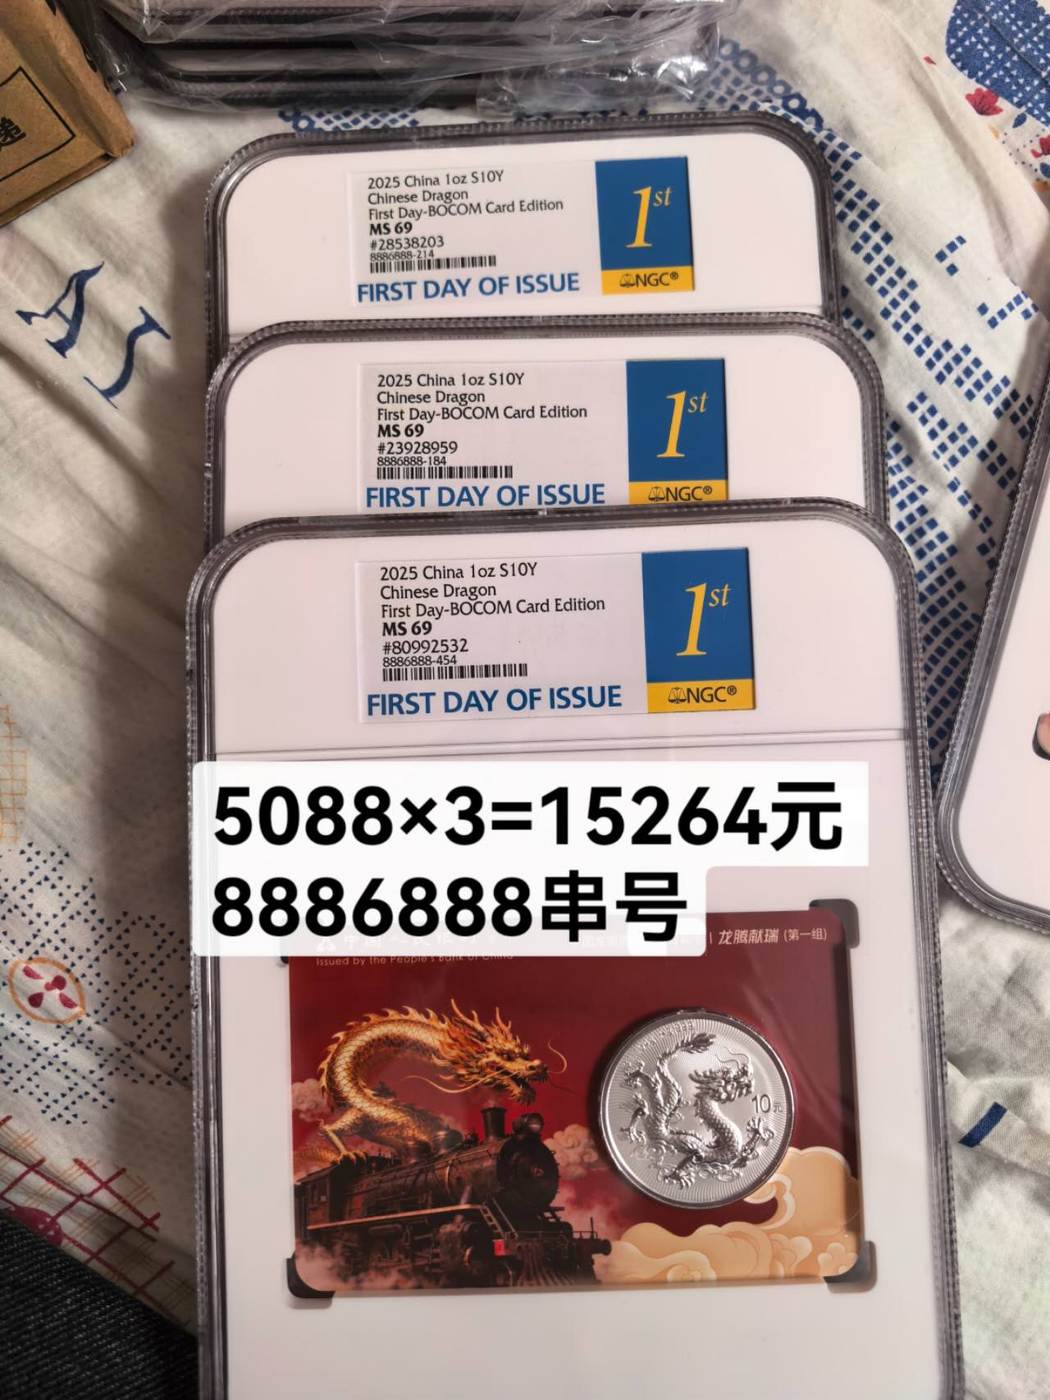 递
2025 China 1oz S10Y
Chinese Dragon
First Day-BOCOM Card Edition
MS 69
#28538203
8886888-214
FIRST DAY OF ISSUE
1st
NGC®
2025 China 1oz S10Y
Chinese Dragon
First Day-BOCOM Card Edition
MS 69
#23928959
8886888-184
FIRST DAY OF ISSUE
1st
NGC®
2025 China 1oz S10Y
Chinese Dragon
First Day-BOCOM Card Edition
MS 69
#80992532
8886888-454
FIRST DAY OF ISSUE
1st
NGC®
5088×3=15264元
8886888串号
龙腾献瑞(第一组)
Issued by the People's Bank of China
10元